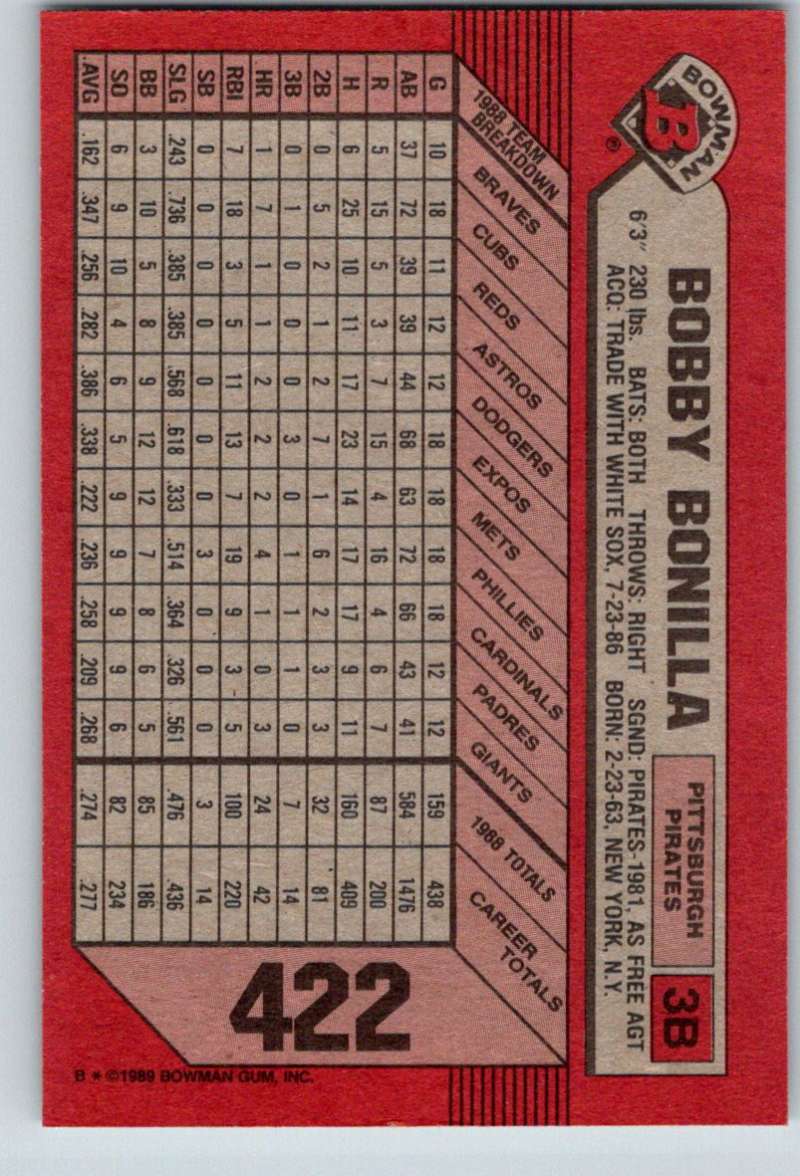 BOWMAN
B
®
BOBBY BONILLA
PITTSBURGH
PIRATES
3B
6'3" 230 lbs. BATS: BOTH THROWS: RIGHT SGND: PIRATES-1981, AS FREE AGT
ACQ: TRADE WITH WHITE SOX, 7-23-86 BORN: 2-23-63, NEW YORK, N.Y.
1988 TEAM
BREAKDOWN
G AB R H 2B 3B HR RBI SB SLG BB SO AVG
BRAVES 10 37 5 6 0 0 1 7 0 .243 3 6 .162
CUBS 18 72 15 25 5 1 7 18 0 .736 10 9 .347
REDS 11 39 5 10 2 0 1 3 0 .385 5 10 .256
ASTROS 12 39 3 11 1 0 1 5 0 .385 8 4 .282
DODGERS 12 44 7 17 2 0 2 11 0 .568 9 6 .386
EXPOS 18 68 15 23 7 3 2 13 0 .618 12 5 .338
METS 18 63 4 14 1 0 2 7 0 .333 12 9 .222
PHILLIES 18 72 16 17 6 1 4 19 3 .514 7 9 .236
CARDINALS 18 66 4 17 2 1 1 9 0 .364 8 9 .258
PADRES 12 43 6 9 3 1 0 3 0 .326 6 9 .209
GIANTS 12 41 7 11 3 0 3 5 0 .561 5 6 .268
1988 TOTALS 159 584 87 160 32 7 24 100 3 .476 85 82 .274
CAREER TOTALS 438 1476 200 409 81 14 42 220 14 .436 186 234 .277
422
B * ©1989 BOWMAN GUM, INC.